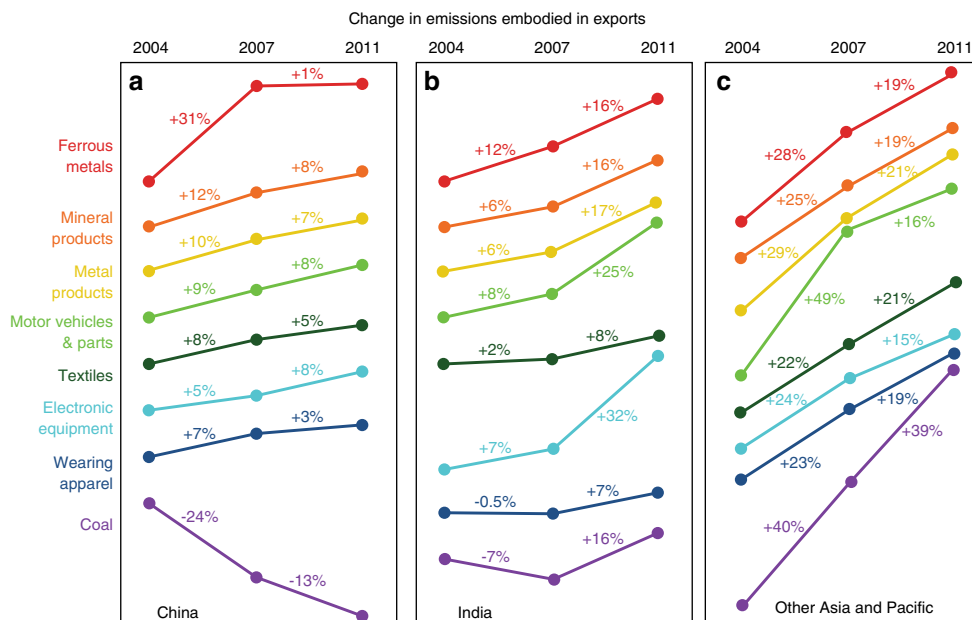 Change in emissions embodied in exports
2004 2007 2011 2004 2007 2011 2004 2007 2011
a
b
c
Ferrous
metals
Mineral
products
Metal
products
Motor vehicles
& parts
Textiles
Electronic
equipment
Wearing
apparel
Coal
+31%
+1%
+12%
+8%
+10%
+7%
+9%
+8%
+8%
+5%
+5%
+8%
+7%
+3%
-24%
-13%
China
+12%
+16%
+6%
+16%
+6%
+17%
+8%
+25%
+2%
+8%
+7%
+32%
-0.5%
+7%
-7%
+16%
India
+28%
+19%
+25%
+19%
+29%
+21%
+49%
+16%
+22%
+21%
+24%
+15%
+23%
+19%
+40%
+39%
Other Asia and Pacific